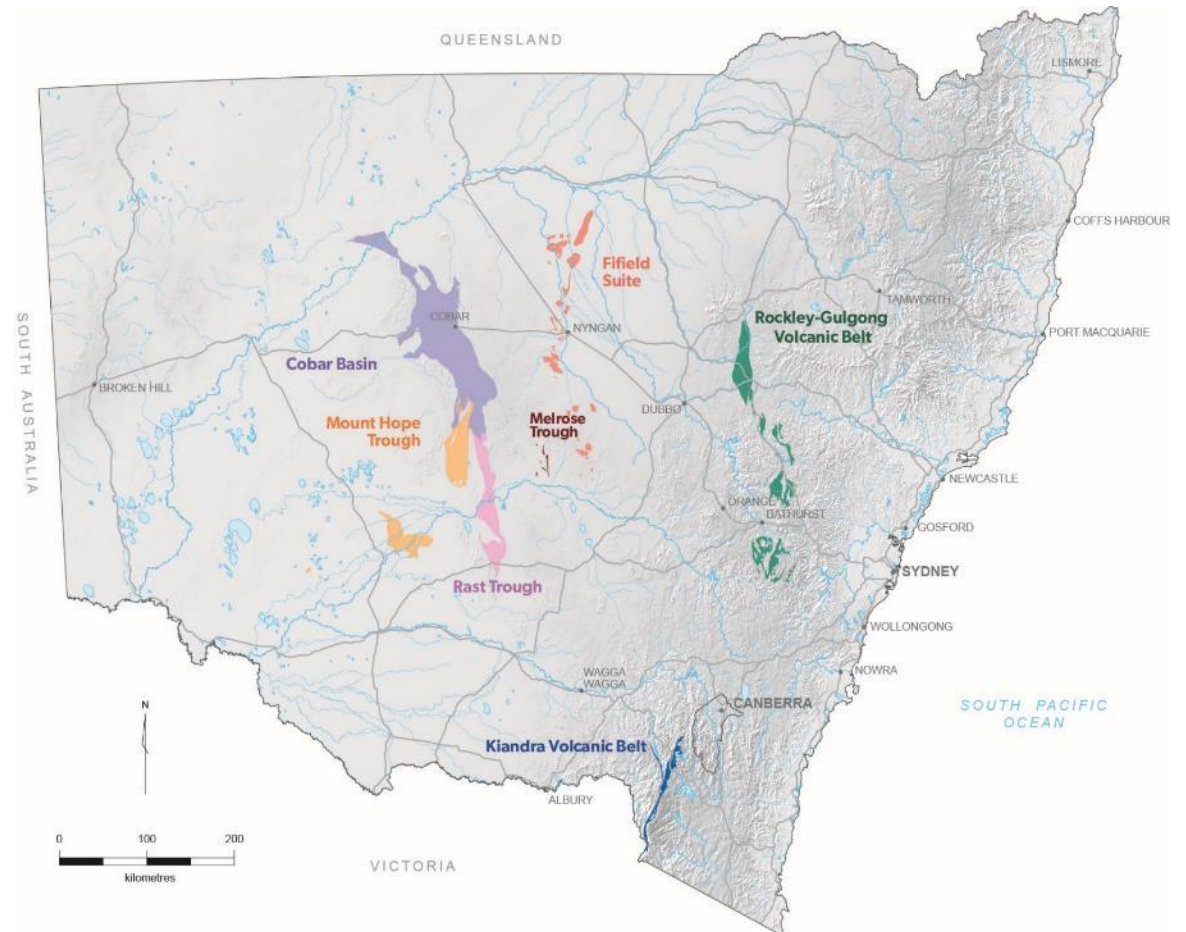 QUEENSLAND
LISMORE
COFFS HARBOUR
Fifield
Suite
TAMWORTH
Rockley-Gulgong
Volcanic Belt
PORT MACQUARIE
COBAR
NYNGAN
SOUTH AUSTRALIA
Cobar Basin
BROKEN HILL
DUBBO
Mount Hope
Trough
Melrose
Trough
NEWCASTLE
ORANGE
BATHURST
GOSFORD
SYDNEY
Rast Trough
WOLLONGONG
WAGGA
WAGGA
NOWRA
CANBERRA
SOUTH PACIFIC
OCEAN
N
Kiandra Volcanic Belt
ALBURY
0 100 200
kilometres
VICTORIA